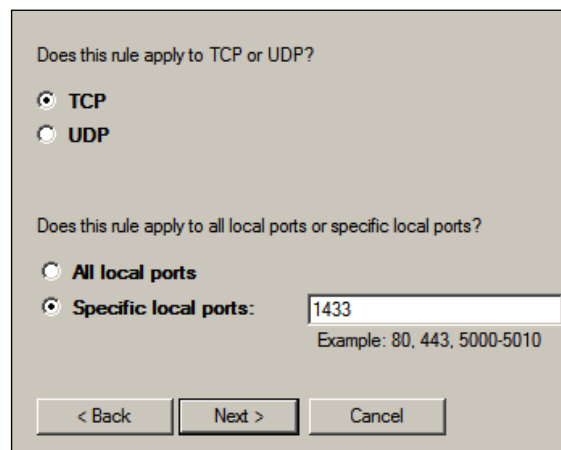 Does this rule apply to TCP or UDP?
TCP
UDP
Does this rule apply to all local ports or specific local ports?
All local ports
Specific local ports: 1433
Example: 80, 443, 5000-5010
< Back Next > Cancel